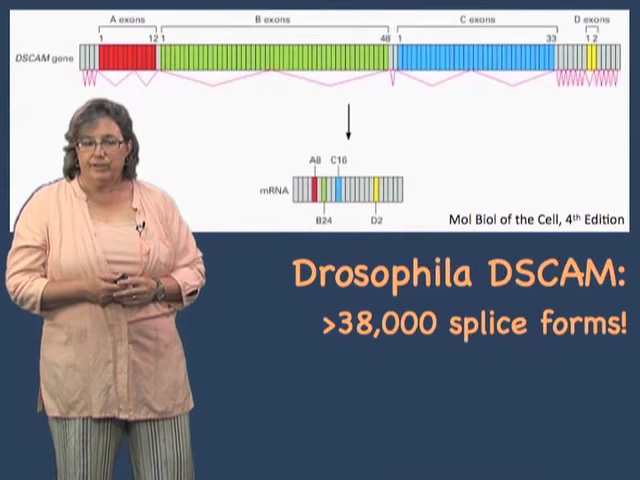 A exons B exons C exons D exons
1 12 1 48 1 33 1 2
DSCAM gene
A8 C16
mRNA
B24 D2
Mol Biol of the Cell, 4th Edition
Drosophila DSCAM:
>38,000 splice forms!